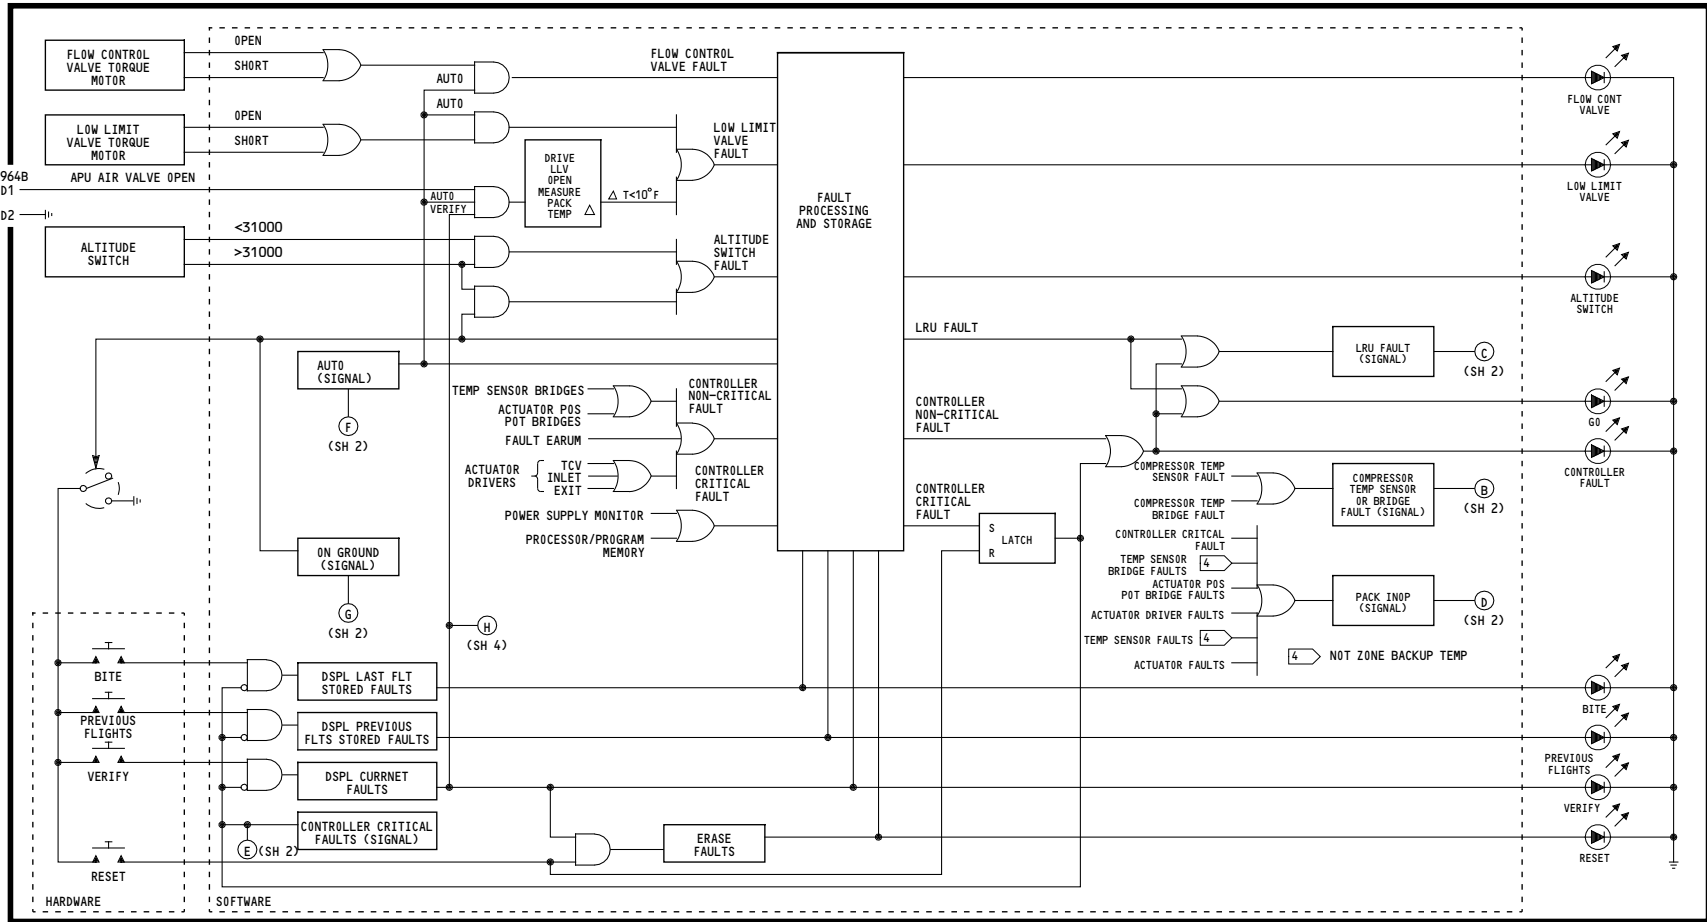 FLOW CONTROL
VALVE TORQUE
MOTOR
OPEN
SHORT
AUTO
FLOW CONTROL
VALVE FAULT
FLOW CONT
VALVE
LOW LIMIT
VALVE TORQUE
MOTOR
OPEN
SHORT
AUTO
LOW LIMIT
VALVE
FAULT
LOW LIMIT
VALVE
964B
D1
APU AIR VALVE OPEN
AUTO
VERIFY
DRIVE
LLV
OPEN
MEASURE
PACK
TEMP △
△ T<10°F
D2
ALTITUDE
SWITCH
<31000
>31000
ALTITUDE
SWITCH
FAULT
FAULT
PROCESSING
AND STORAGE
ALTITUDE
SWITCH
AUTO
(SIGNAL)
F
(SH 2)
TEMP SENSOR BRIDGES
ACTUATOR POS
POT BRIDGES
FAULT EARUM
ACTUATOR
DRIVERS
TCV
INLET
EXIT
CONTROLLER
NON-CRITICAL
FAULT
CONTROLLER
CRITICAL
FAULT
POWER SUPPLY MONITOR
PROCESSOR/PROGRAM
MEMORY
LRU FAULT
CONTROLLER
NON-CRITICAL
FAULT
CONTROLLER
CRITICAL
FAULT
S
R
LATCH
LRU FAULT
(SIGNAL)
C
(SH 2)
GO
CONTROLLER
FAULT
COMPRESSOR TEMP
SENSOR FAULT
COMPRESSOR TEMP
BRIDGE FAULT
COMPRESSOR
TEMP SENSOR
OR BRIDGE
FAULT (SIGNAL)
B
(SH 2)
CONTROLLER CRITCAL
FAULT
TEMP SENSOR
BRIDGE FAULTS
4
ACTUATOR POS
POT BRIDGE FAULTS
ACTUATOR DRIVER FAULTS
TEMP SENSOR FAULTS 4
ACTUATOR FAULTS
PACK INOP
(SIGNAL)
D
(SH 2)
4 NOT ZONE BACKUP TEMP
ON GROUND
(SIGNAL)
G
(SH 2)
H
(SH 4)
BITE
PREVIOUS
FLIGHTS
VERIFY
RESET
HARDWARE
DSPL LAST FLT
STORED FAULTS
DSPL PREVIOUS
FLTS STORED FAULTS
DSPL CURRNET
FAULTS
CONTROLLER CRITICAL
FAULTS (SIGNAL)
E (SH 2)
ERASE
FAULTS
SOFTWARE
BITE
PREVIOUS
FLIGHTS
VERIFY
RESET